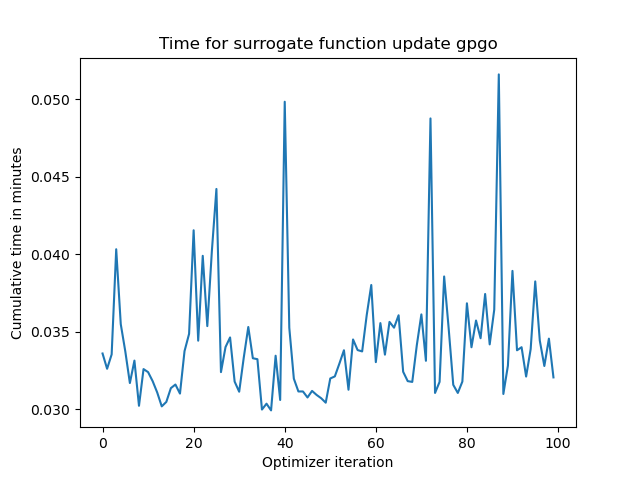 Time for surrogate function update gpgo
Cumulative time in minutes
0.050
0.045
0.040
0.035
0.030
0 20 40 60 80 100
Optimizer iteration